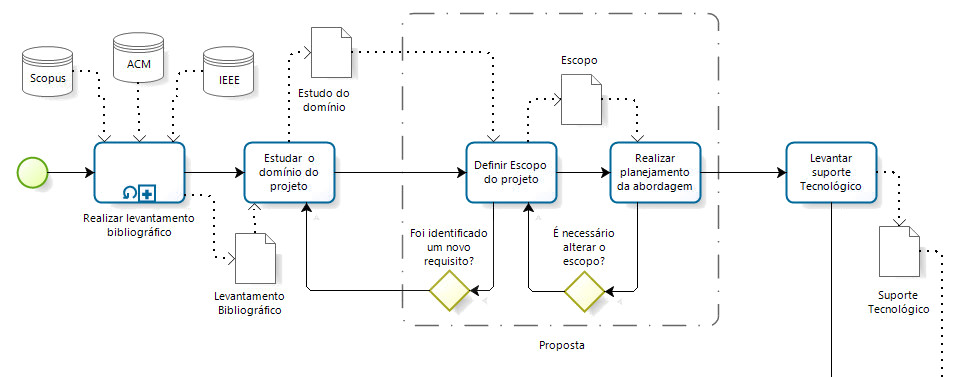 Scopus
ACM
IEEE
Realizar levantamento
bibliográfico
Levantamento
Bibliográfico
Estudar o
domínio do
projeto
Estudo do
domínio
Definir Escopo
do projeto
Escopo
Realizar
planejamento
da abordagem
Foi identificado
um novo
requisito?
É necessário
alterar o
escopo?
Proposta
Levantar
suporte
Tecnológico
Suporte
Tecnológico